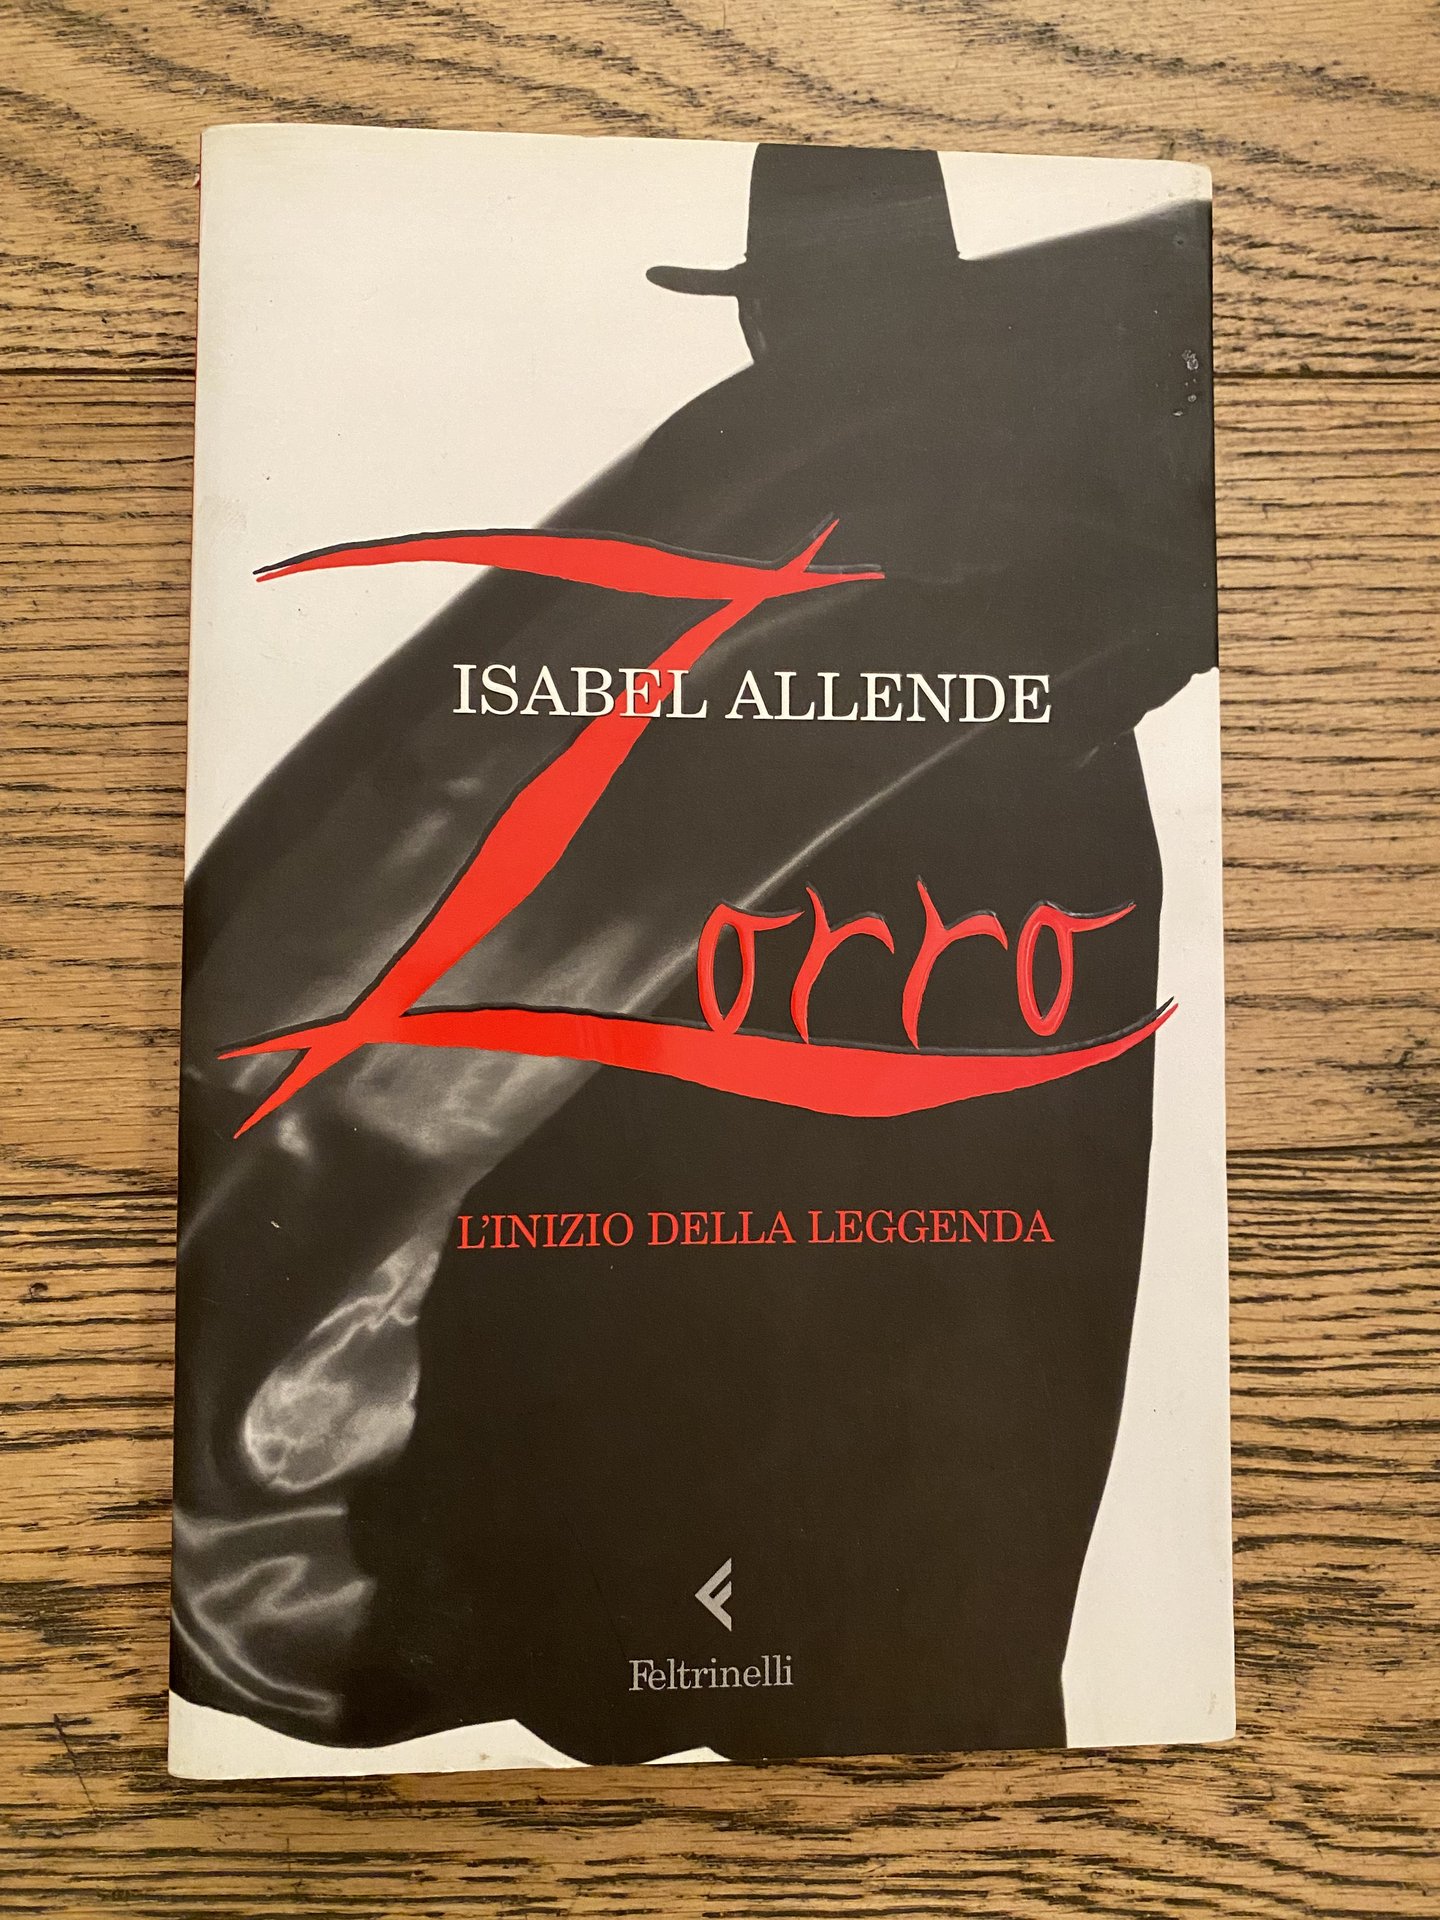 ISABEL ALLENDE
Zorro
L'INIZIO DELLA LEGGENDA
Feltrinelli